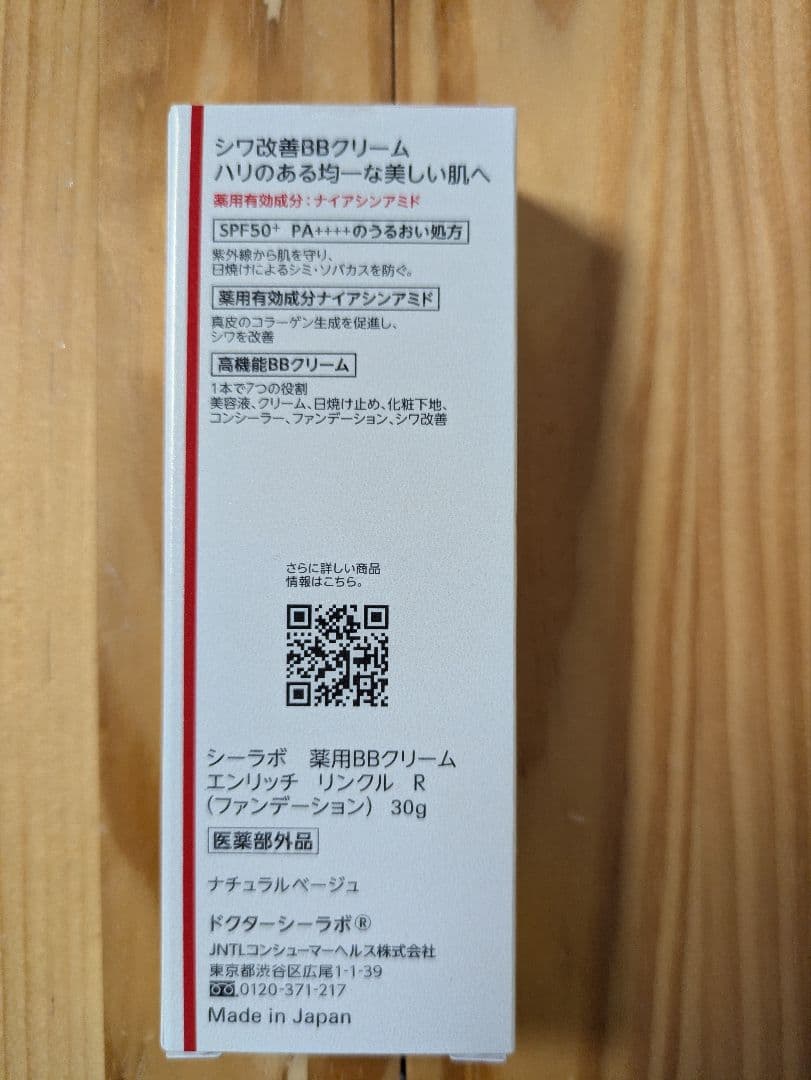 シワ改善BBクリーム
ハリのある均一な美しい肌へ
薬用有効成分：ナイアシンアミド
SPF50+ PA++++のうるおい処方
紫外線から肌を守り、
日焼けによるシミ・ソバカスを防ぐ。
薬用有効成分ナイアシンアミド
真皮のコラーゲン生成を促進し、
シワを改善
高機能BBクリーム
1本で7つの役割
美容液、クリーム、日焼け止め、化粧下地、
コンシーラー、ファンデーション、シワ改善
さらに詳しい商品
情報はこちら。
シーラボ 薬用BBクリーム
エンリッチ リンクル R
（ファンデーション） 30g
医薬部外品
ナチュラルベージュ
ドクターシーラボ®
JNTLコンシューマーヘルス株式会社
東京都渋谷区広尾1-1-39
0120-371-217
Made in Japan